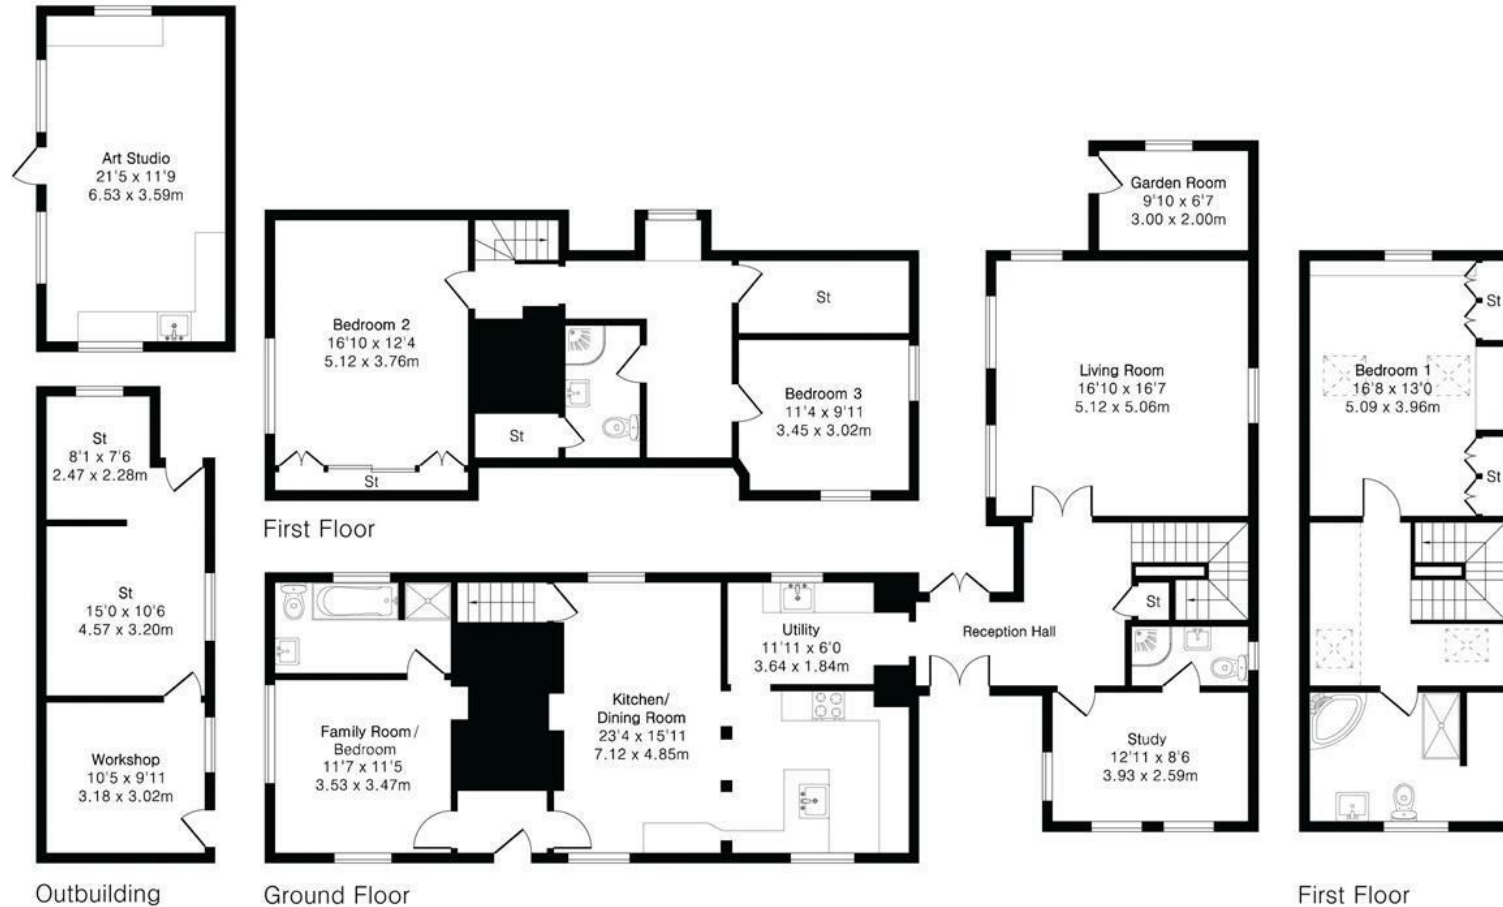 Art Studio
21'5 x 11'9
6.53 x 3.59m
St
8'1 x 7'6
2.47 x 2.28m
St
15'0 x 10'6
4.57 x 3.20m
Workshop
10'5 x 9'11
3.18 x 3.02m
Outbuilding
Bedroom 2
16'10 x 12'4
5.12 x 3.76m
St
St
St
Bedroom 3
11'4 x 9'11
3.45 x 3.02m
First Floor
Family Room /
Bedroom
11'7 x 11'5
3.53 x 3.47m
Kitchen/
Dining Room
23'4 x 15'11
7.12 x 4.85m
Utility
11'11 x 6'0
3.64 x 1.84m
Reception Hall
St
Garden Room
9'10 x 6'7
3.00 x 2.00m
Living Room
16'10 x 16'7
5.12 x 5.06m
Study
12'11 x 8'6
3.93 x 2.59m
Ground Floor
Bedroom 1
16'8 x 13'0
5.09 x 3.96m
St
St
First Floor